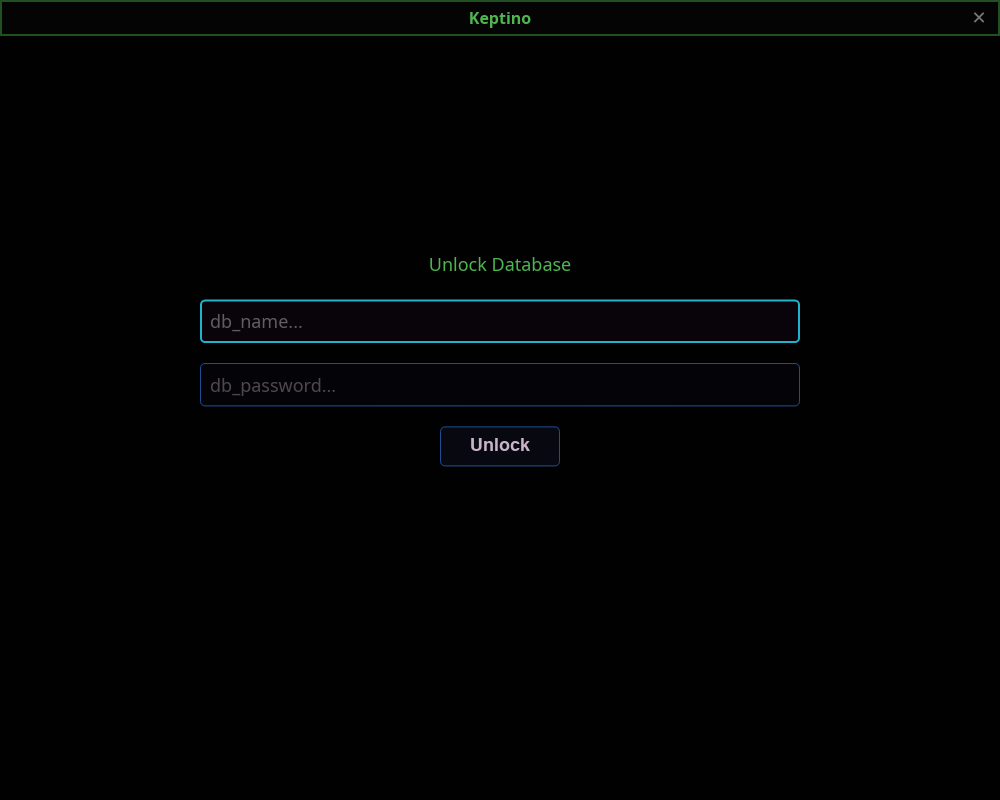 Keptino
Unlock Database
db_name...
db_password...
Unlock